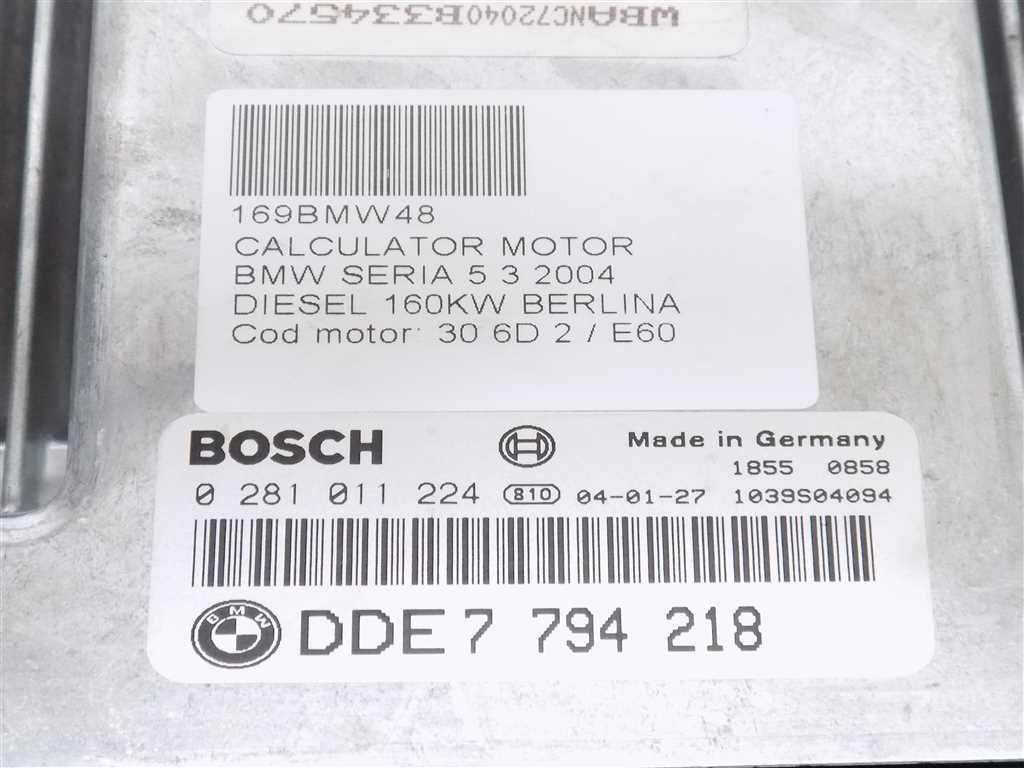 WBANC72040B334570
169BMW48
CALCULATOR MOTOR
BMW SERIA 5 3 2004
DIESEL 160KW BERLINA
Cod motor: 30 6D 2 / E60
BOSCH Made in Germany
1855 0858
0 281 011 224 810 04-01-27 1039S04094
BMW DDE 7 794 218